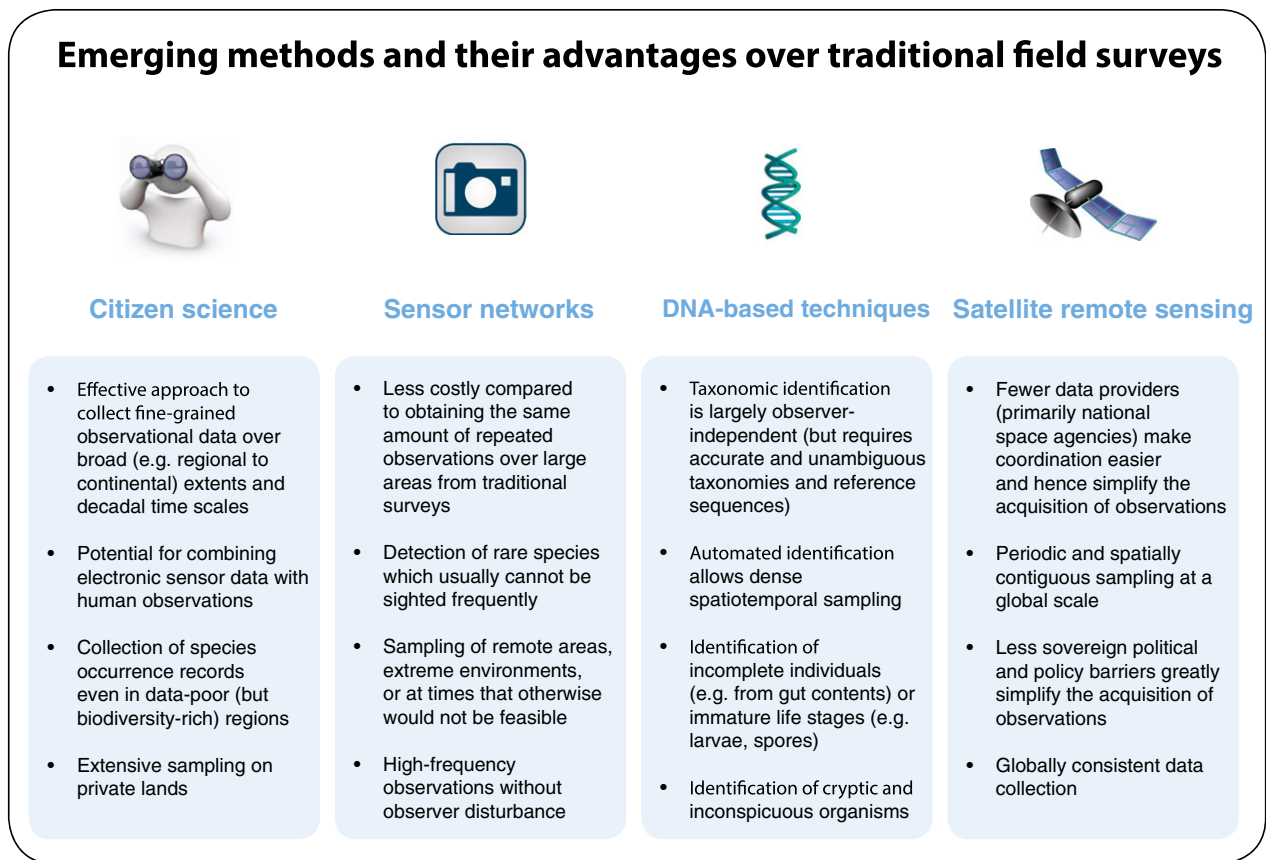 Emerging methods and their advantages over traditional field surveys
Citizen science
• Effective approach to
collect fine-grained
observational data over
broad (e.g. regional to
continental) extents and
decadal time scales
• Potential for combining
electronic sensor data with
human observations
• Collection of species
occurrence records
even in data-poor (but
biodiversity-rich) regions
• Extensive sampling on
private lands
Sensor networks
• Less costly compared
to obtaining the same
amount of repeated
observations over large
areas from traditional
surveys
• Detection of rare species
which usually cannot be
sighted frequently
• Sampling of remote areas,
extreme environments,
or at times that otherwise
would not be feasible
• High-frequency
observations without
observer disturbance
DNA-based techniques
• Taxonomic identification
is largely observer-
independent (but requires
accurate and unambiguous
taxonomies and reference
sequences)
• Automated identification
allows dense
spatiotemporal sampling
• Identification of
incomplete individuals
(e.g. from gut contents) or
immature life stages (e.g.
larvae, spores)
• Identification of cryptic and
inconspicuous organisms
Satellite remote sensing
• Fewer data providers
(primarily national
space agencies) make
coordination easier
and hence simplify the
acquisition of observations
• Periodic and spatially
contiguous sampling at a
global scale
• Less sovereign political
and policy barriers greatly
simplify the acquisition of
observations
• Globally consistent data
collection